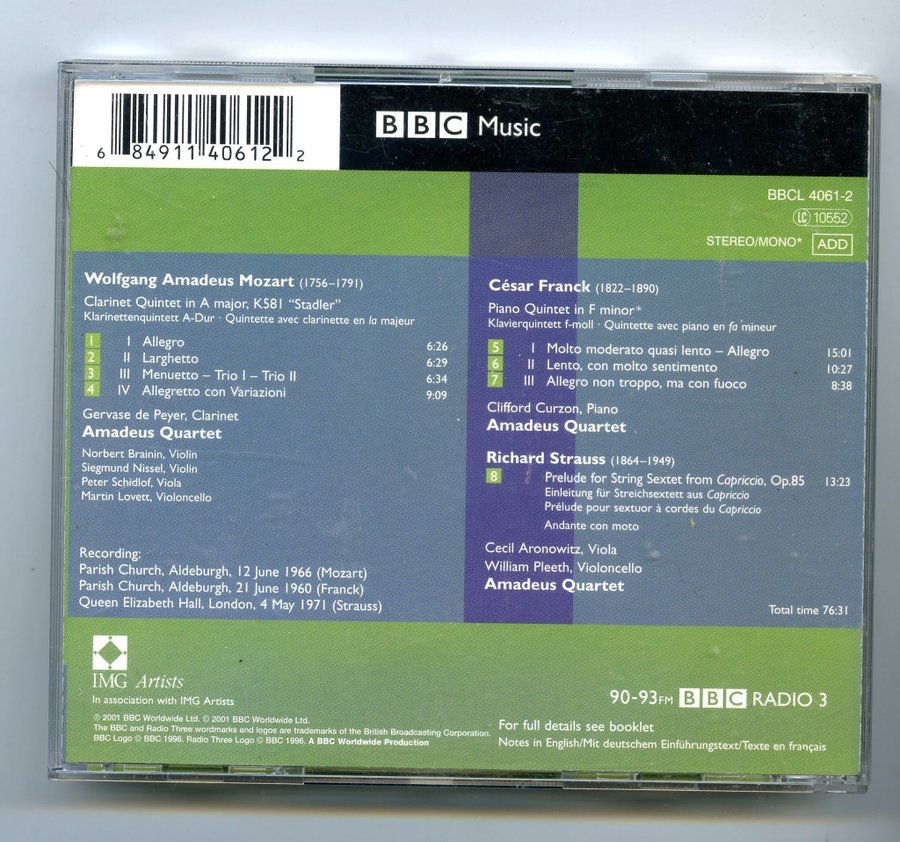 6 84911 40612 2
BBC Music
BBCL 4061-2
LC 10552
STEREO/MONO* ADD
Wolfgang Amadeus Mozart (1756–1791)
Clarinet Quintet in A major, K581 “Stadler”
Klarinettenquintett A-Dur · Quintette avec clarinette en la majeur
1 I Allegro 6:26
2 II Larghetto 6:29
3 III Menuetto – Trio I – Trio II 6:34
4 IV Allegretto con Variazioni 9:09
Gervase de Peyer, Clarinet
Amadeus Quartet
Norbert Brainin, Violin
Siegmund Nissel, Violin
Peter Schidlof, Viola
Martin Lovett, Violoncello
Recording:
Parish Church, Aldeburgh, 12 June 1966 (Mozart)
Parish Church, Aldeburgh, 21 June 1960 (Franck)
Queen Elizabeth Hall, London, 4 May 1971 (Strauss)
César Franck (1822–1890)
Piano Quintet in F minor*
Klavierquintett f-moll · Quintette avec piano en fa mineur
5 I Molto moderato quasi lento – Allegro 15:01
6 II Lento, con molto sentimento 10:27
7 III Allegro non troppo, ma con fuoco 8:38
Clifford Curzon, Piano
Amadeus Quartet
Richard Strauss (1864–1949)
8 Prelude for String Sextet from Capriccio, Op.85 13:23
Einleitung für Streichsextett aus Capriccio
Prélude pour sextuor à cordes du Capriccio
Andante con moto
Cecil Aronowitz, Viola
William Pleeth, Violoncello
Amadeus Quartet
Total time 76:31
IMG Artists
In association with IMG Artists
℗ 2001 BBC Worldwide Ltd. © 2001 BBC Worldwide Ltd.
The BBC and Radio Three wordmarks and logos are trademarks of the British Broadcasting Corporation.
BBC Logo © BBC 1996. Radio Three Logo © BBC 1996. A BBC Worldwide Production
90-93FM BBC RADIO 3
For full details see booklet
Notes in English/Mit deutschem Einführungstext/Texte en français